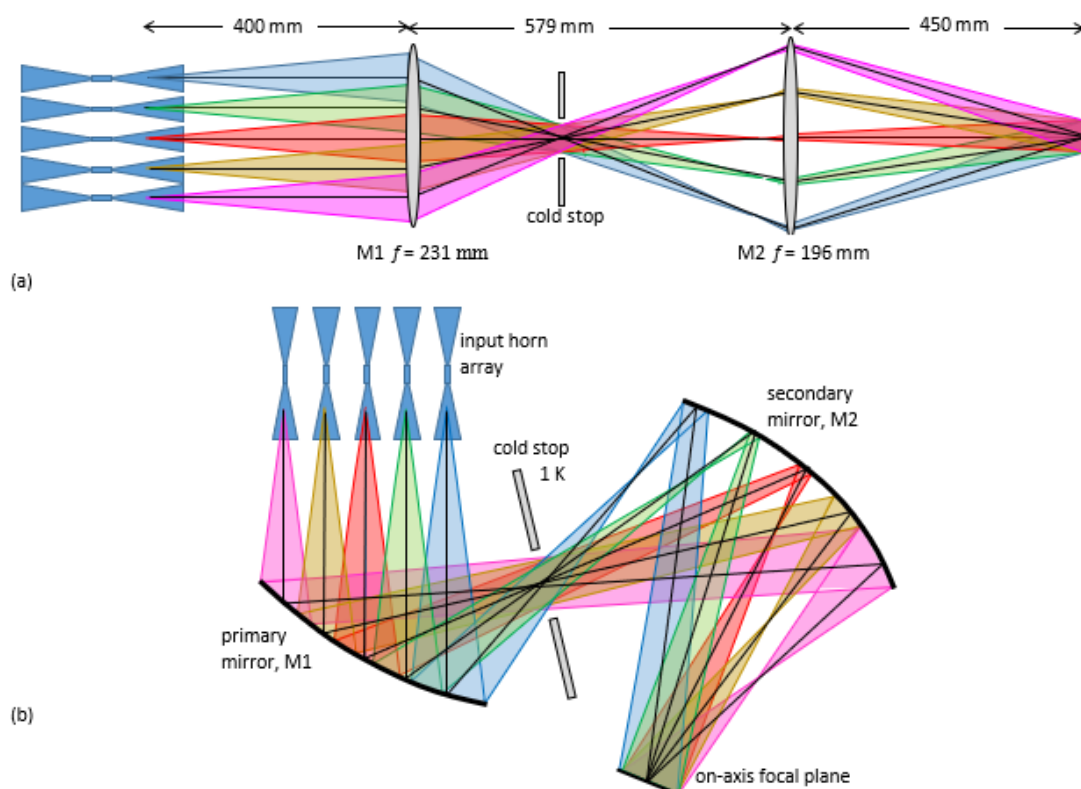 400 mm
579 mm
450 mm
cold stop
M1 f = 231 mm
M2 f = 196 mm
(a)
input horn
array
secondary
mirror, M2
cold stop
1 K
primary
mirror, M1
(b)
on-axis focal plane